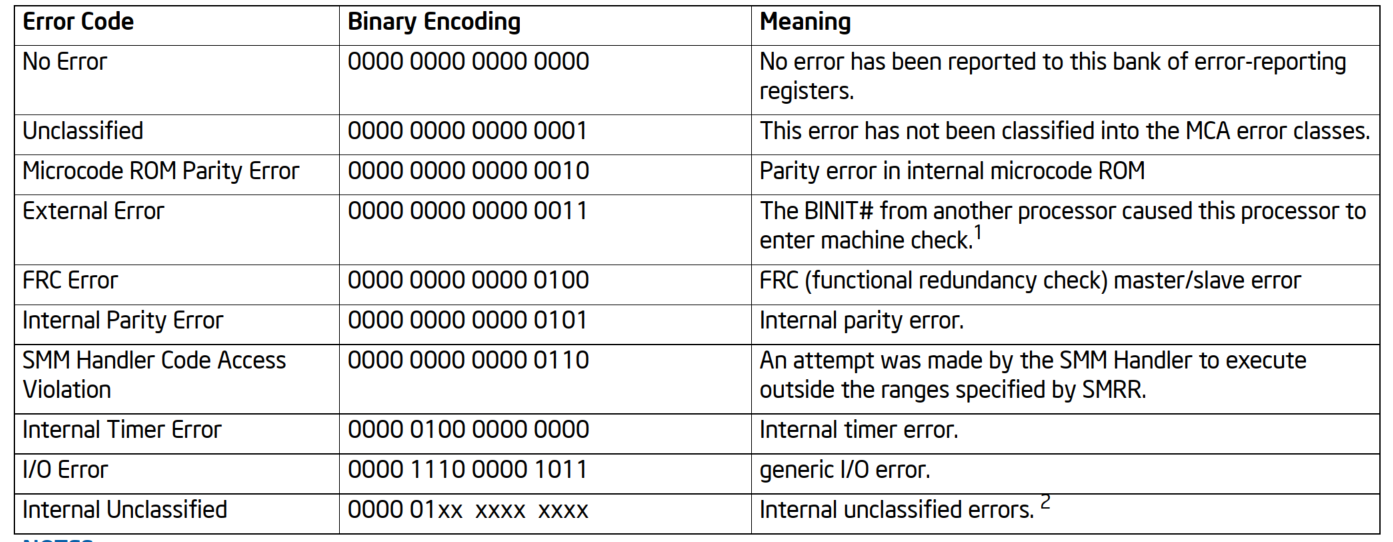 Error Code Binary Encoding Meaning
No Error 0000 0000 0000 0000 No error has been reported to this bank of error-reporting
registers.
Unclassified 0000 0000 0000 0001 This error has not been classified into the MCA error classes.
Microcode ROM Parity Error 0000 0000 0000 0010 Parity error in internal microcode ROM
External Error 0000 0000 0000 0011 The BINIT# from another processor caused this processor to
enter machine check.1
FRC Error 0000 0000 0000 0100 FRC (functional redundancy check) master/slave error
Internal Parity Error 0000 0000 0000 0101 Internal parity error.
SMM Handler Code Access 0000 0000 0000 0110 An attempt was made by the SMM Handler to execute
Violation outside the ranges specified by SMRR.
Internal Timer Error 0000 0100 0000 0000 Internal timer error.
I/O Error 0000 1110 0000 1011 generic I/O error.
Internal Unclassified 0000 01xx xxxx xxxx Internal unclassified errors. 2